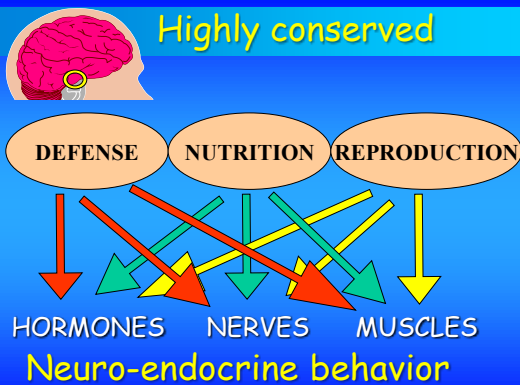 Highly conserved
DEFENSE NUTRITION REPRODUCTION
HORMONES NERVES MUSCLES
Neuro-endocrine behavior